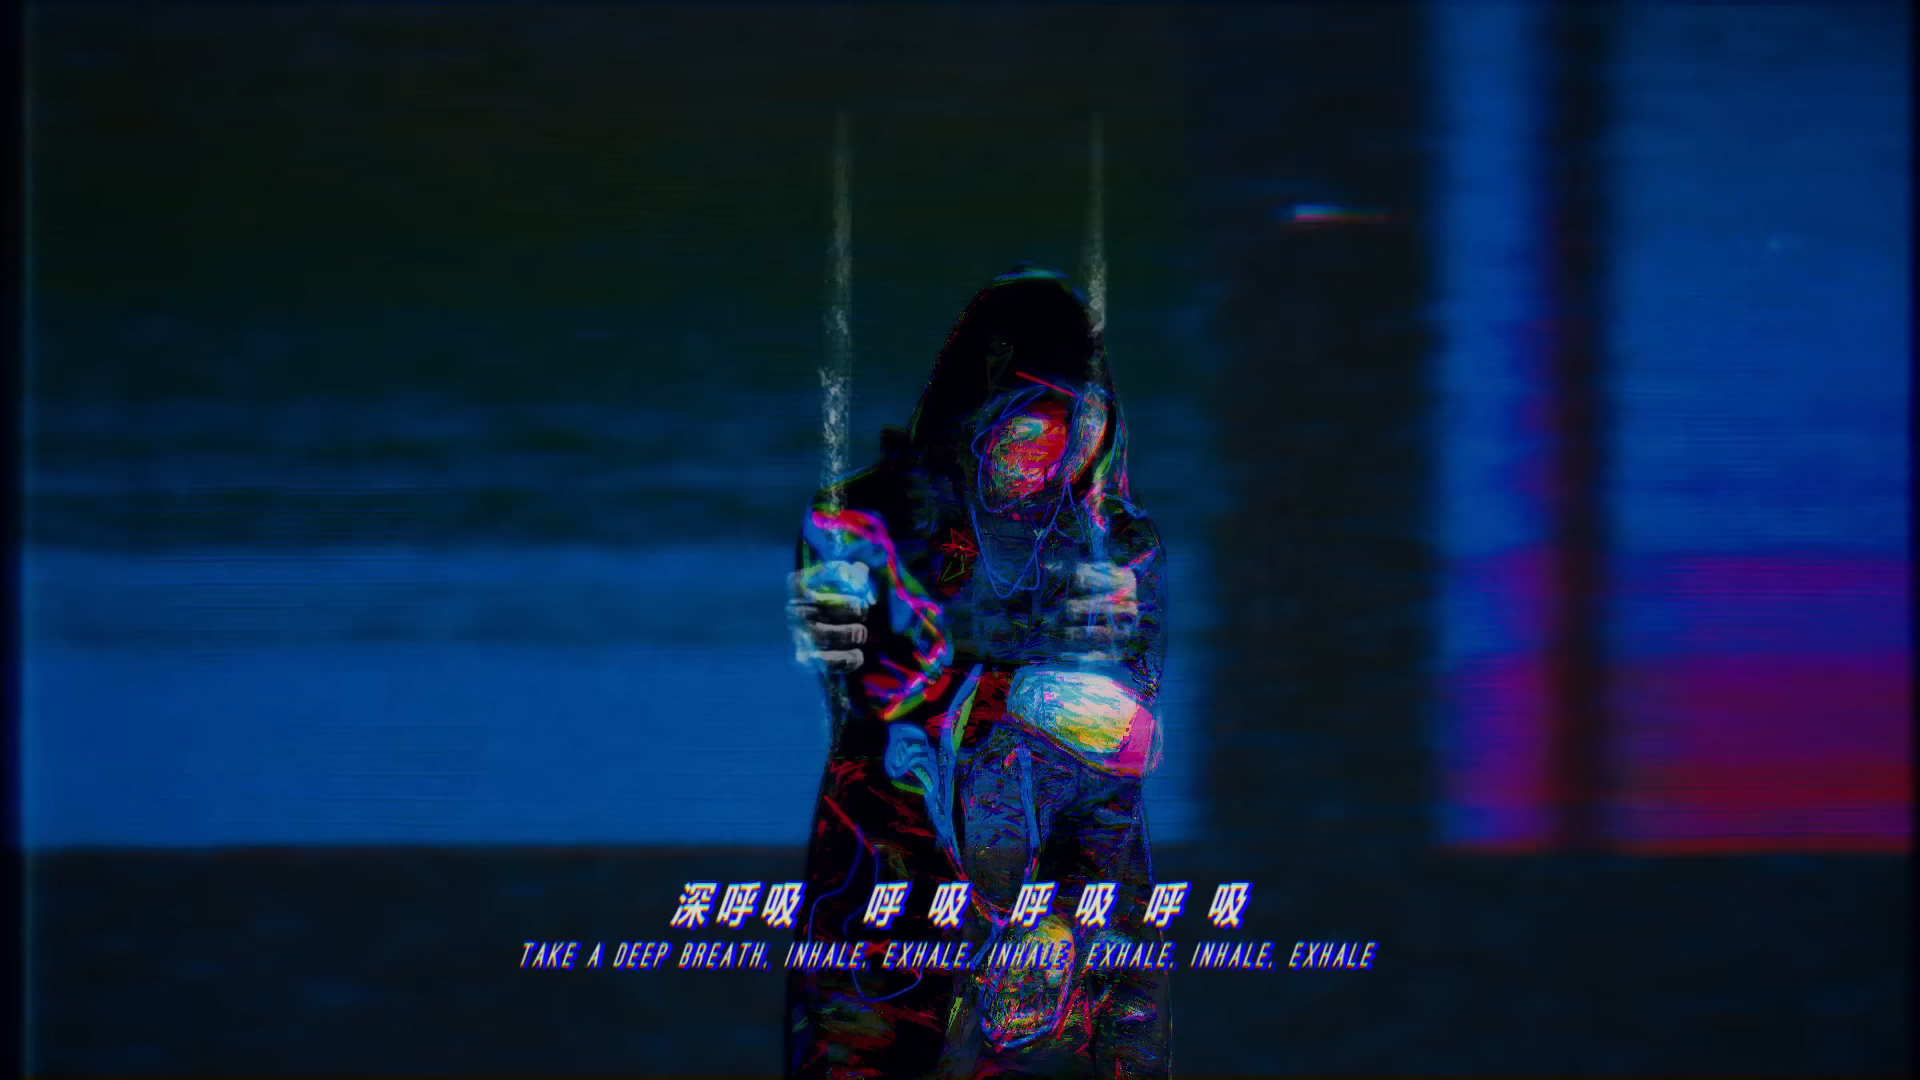 深呼吸 呼 吸 呼 吸 呼 吸
TAKE A DEEP BREATH, INHALE, EXHALE, INHALE, EXHALE, INHALE, EXHALE